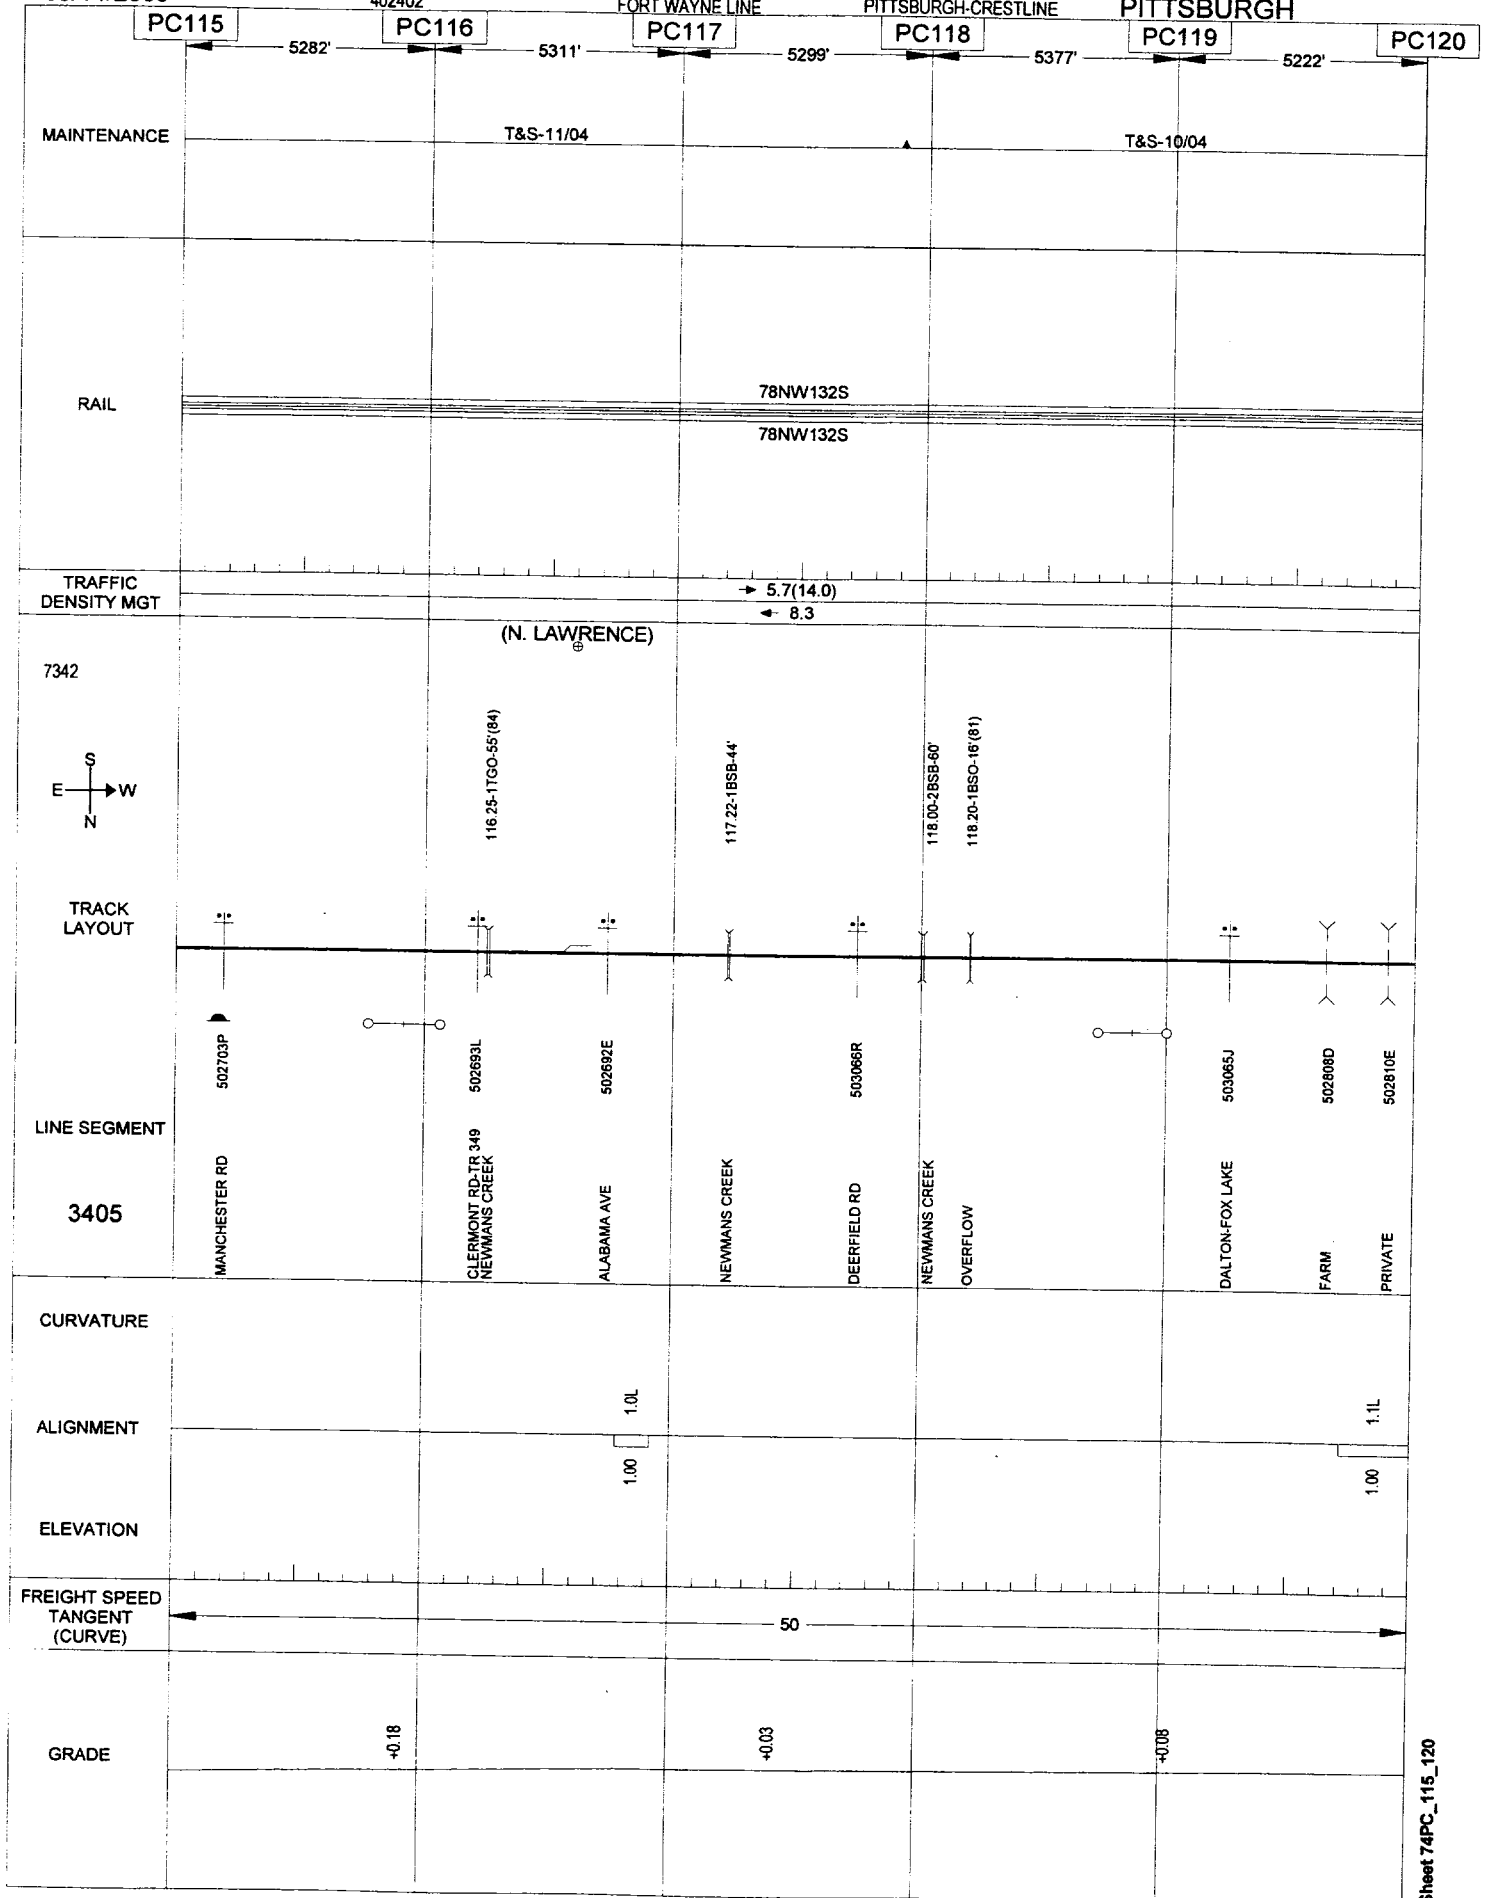 FORT WAYNE LINE PITTSBURGH-CRESTLINE PITTSBURGH
PC115 PC116 PC117 PC118 PC119 PC120
5282' 5311' 5299' 5377' 5222'
MAINTENANCE T&S-11/04 T&S-10/04
RAIL
78NW132S
78NW132S
TRAFFIC
DENSITY MGT
5.7(14.0)
8.3
(N. LAWRENCE)
7342
S
E W
N
116.25-1TGO-55'(84)
117.22-1BSB-44'
118.00-2BSB-60'
118.20-1BSO-16'(81)
TRACK
LAYOUT
502703P
502693L
502692E
503066R
503065J
502808D
502810E
LINE SEGMENT
3405
MANCHESTER RD
CLERMONT RD-TR 349
NEWMANS CREEK
ALABAMA AVE
NEWMANS CREEK
DEERFIELD RD
NEWMANS CREEK
OVERFLOW
DALTON-FOX LAKE
FARM
PRIVATE
CURVATURE
1.0L
1.1L
ALIGNMENT
1.00
1.00
ELEVATION
FREIGHT SPEED
TANGENT
(CURVE)
50
GRADE
+0.18
+0.03
+0.08
Sheet 74PC_115_120